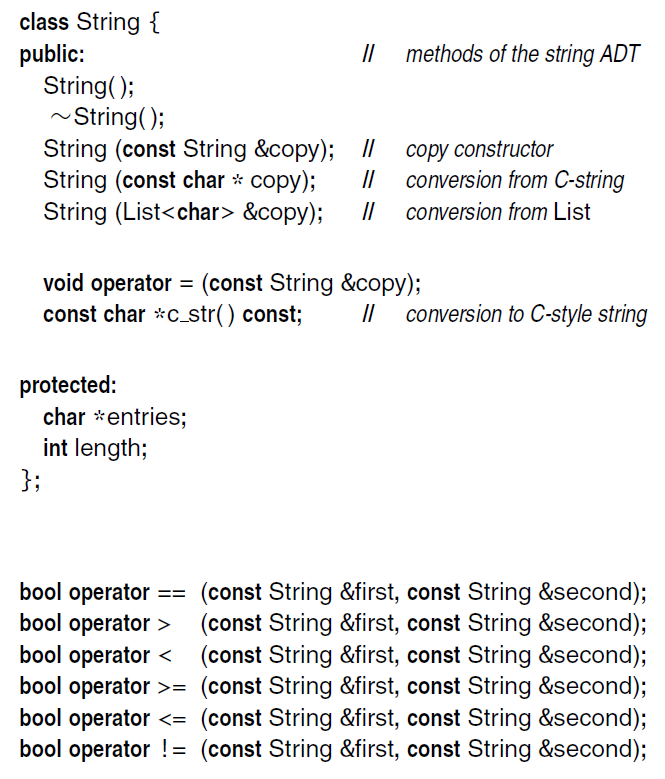 class String {
public: // methods of the string ADT
String( );
~String( );
String (const String &copy); // copy constructor
String (const char * copy); // conversion from C-string
String (List<char> &copy); // conversion from List
void operator = (const String &copy);
const char *c_str( ) const; // conversion to C-style string
protected:
char *entries;
int length;
};
bool operator == (const String &first, const String &second);
bool operator > (const String &first, const String &second);
bool operator < (const String &first, const String &second);
bool operator >= (const String &first, const String &second);
bool operator <= (const String &first, const String &second);
bool operator != (const String &first, const String &second);